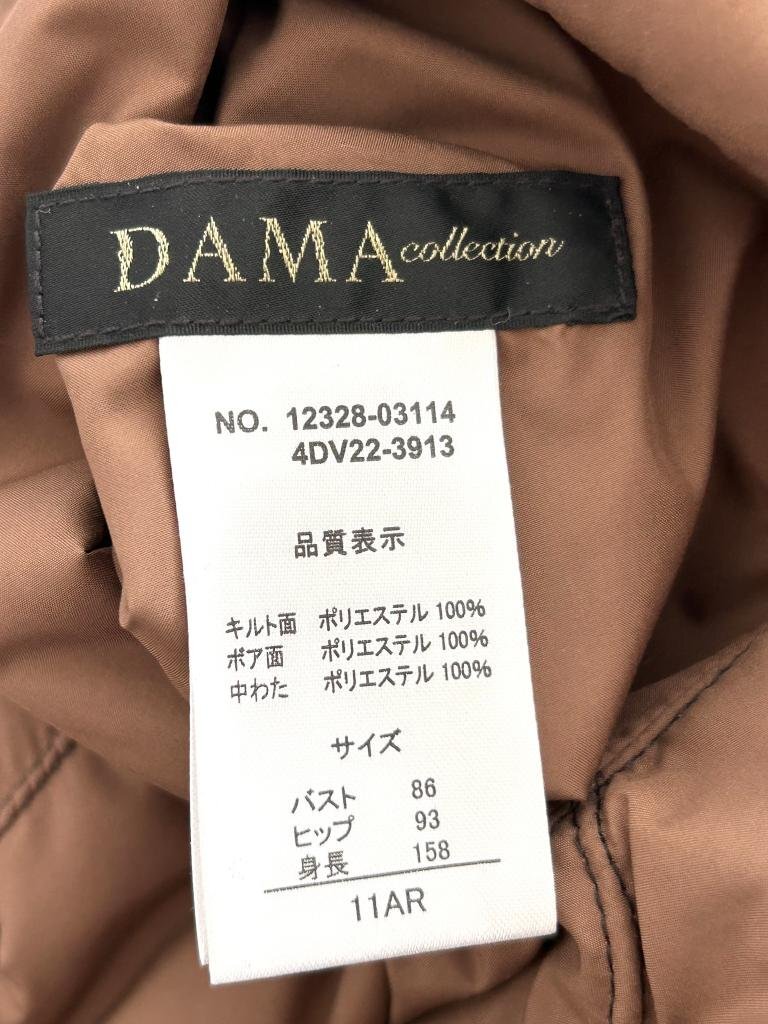 DAMA collection
NO. 12328-03114
4DV22-3913
品質表示
キルト面 ポリエステル 100%
ボア面 ポリエステル 100%
中わた ポリエステル 100%
サイズ
バスト 86
ヒップ 93
身長 158
11AR